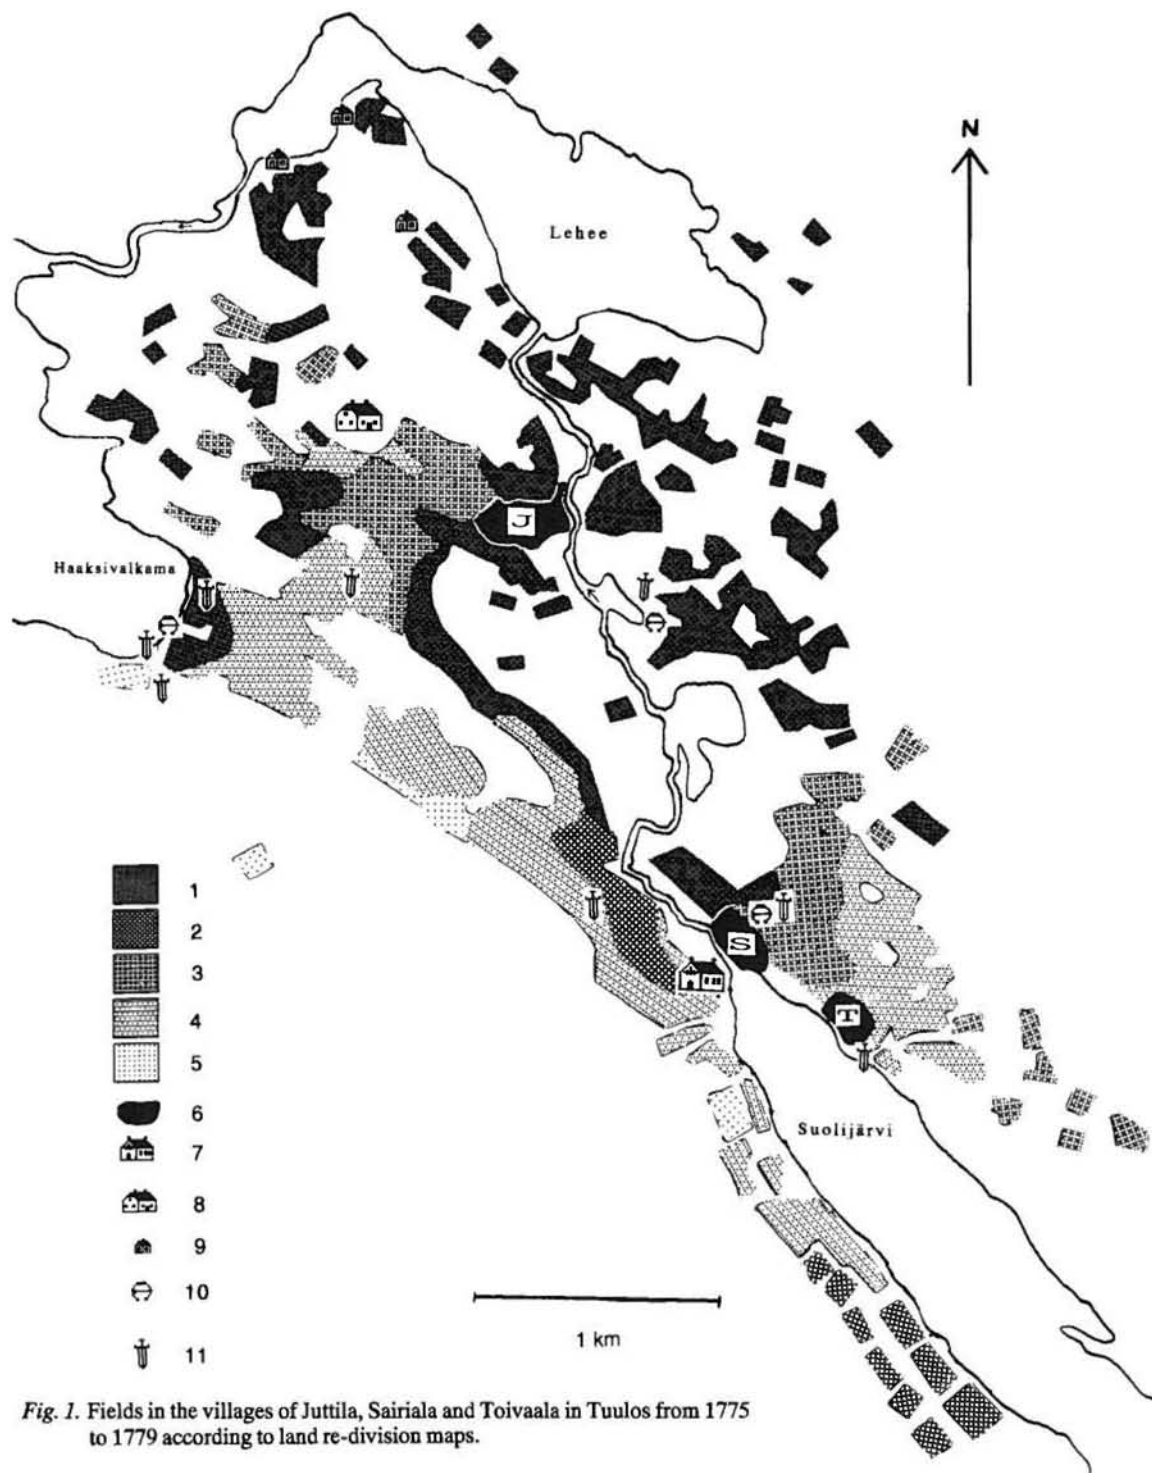 N
Lehee
J
Haaksivalkama
S
T
Suolijärvi
1
2
3
4
5
6
7
8
9
10
11
1 km
Fig. 1. Fields in the villages of Juttila, Sairiala and Toivaala in Tuulos from 1775
to 1779 according to land re-division maps.